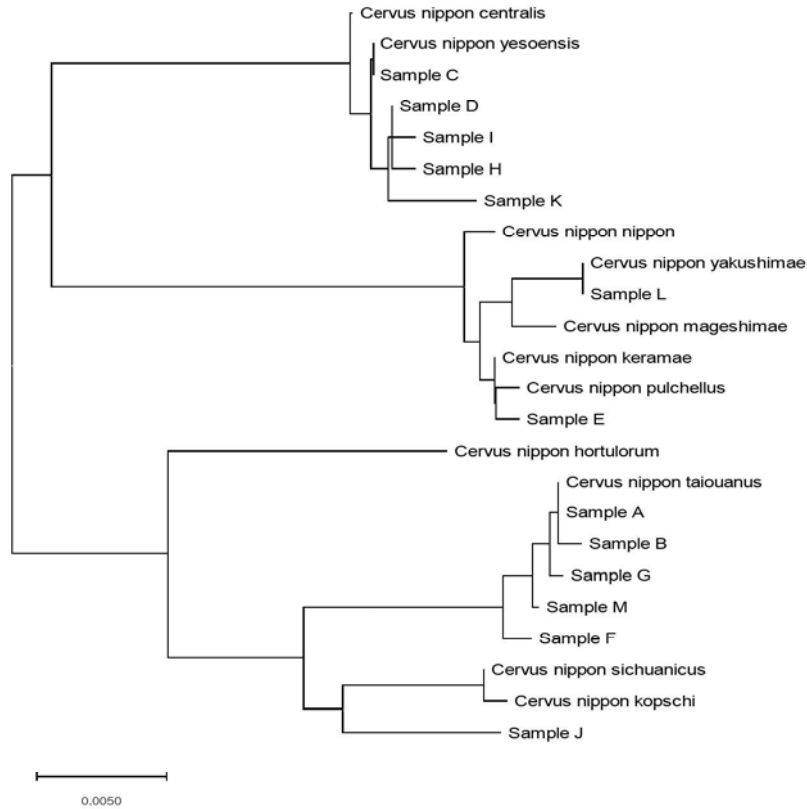 Cervus nippon centralis
Cervus nippon yesoensis
Sample C
Sample D
Sample I
Sample H
Sample K
Cervus nippon nippon
Cervus nippon yakushimae
Sample L
Cervus nippon mageshimae
Cervus nippon keramae
Cervus nippon pulchellus
Sample E
Cervus nippon hortulorum
Cervus nippon taiouanus
Sample A
Sample B
Sample G
Sample M
Sample F
Cervus nippon sichuanicus
Cervus nippon kopschi
Sample J
0.0050